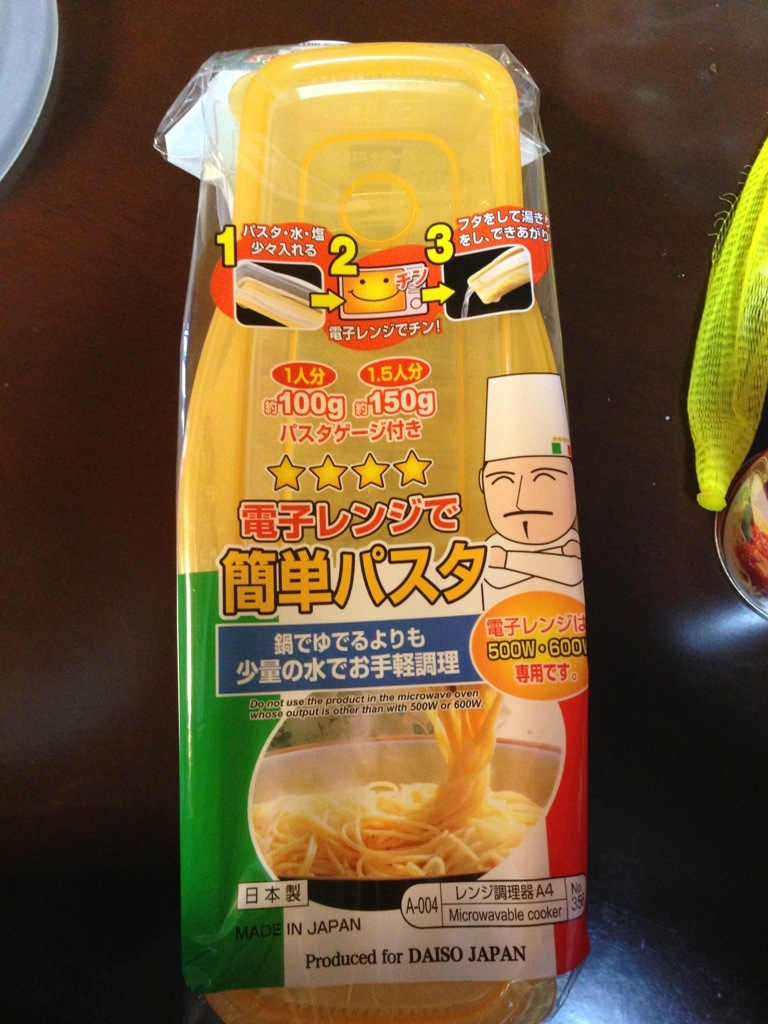 1
パスタ・水・塩
少々入れる
2
チン
電子レンジでチン!
3
フタをして湯きり
をし、できあがり
1人分
約100g
1.5人分
約150g
パスタゲージ付き
電子レンジで
簡単パスタ
鍋でゆでるよりも
少量の水でお手軽調理
電子レンジは
500W・600W
専用です。
Do not use the product in the microwave oven
whose output is other than with 500W or 600W.
日本製
MADE IN JAPAN
A-004
レンジ調理器A4
Microwavable cooker
No.
Produced for DAISO JAPAN